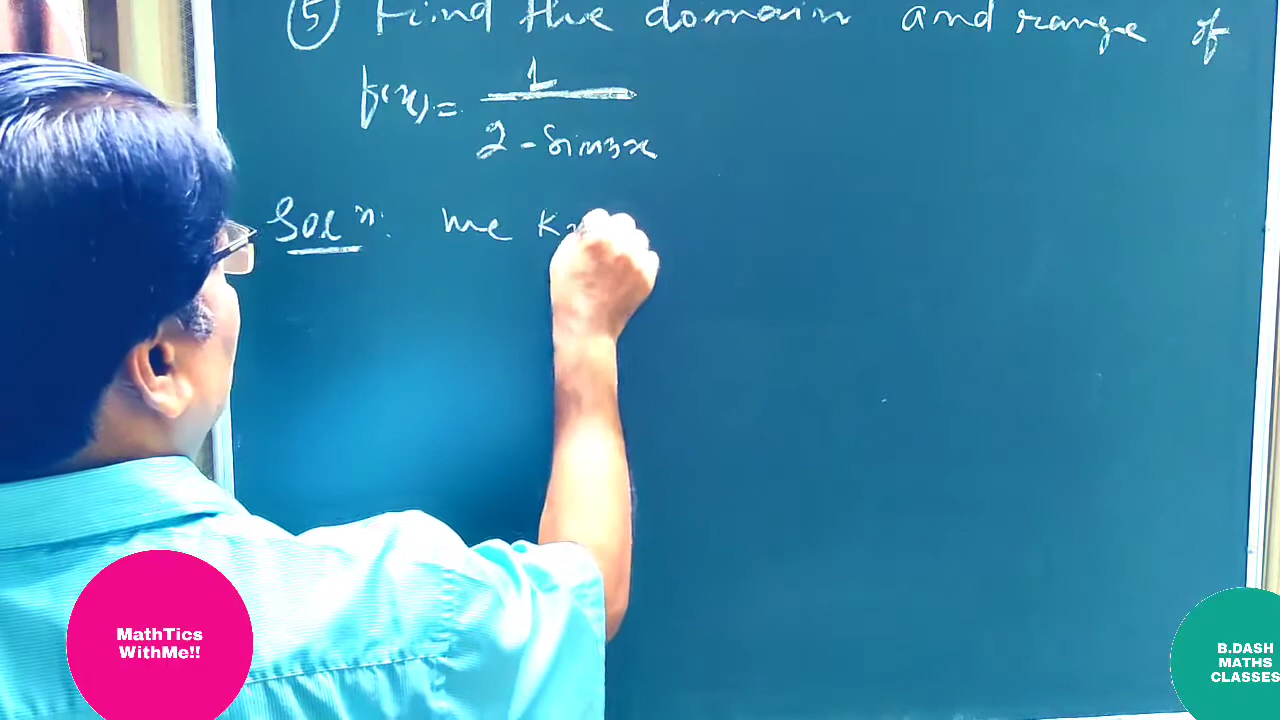 ⑤ Find the domain and range of
f(x) = 1
2 - Sin3x
Solⁿ: We K
MathTics
WithMe!!
B.DASH
MATHS
CLASSES